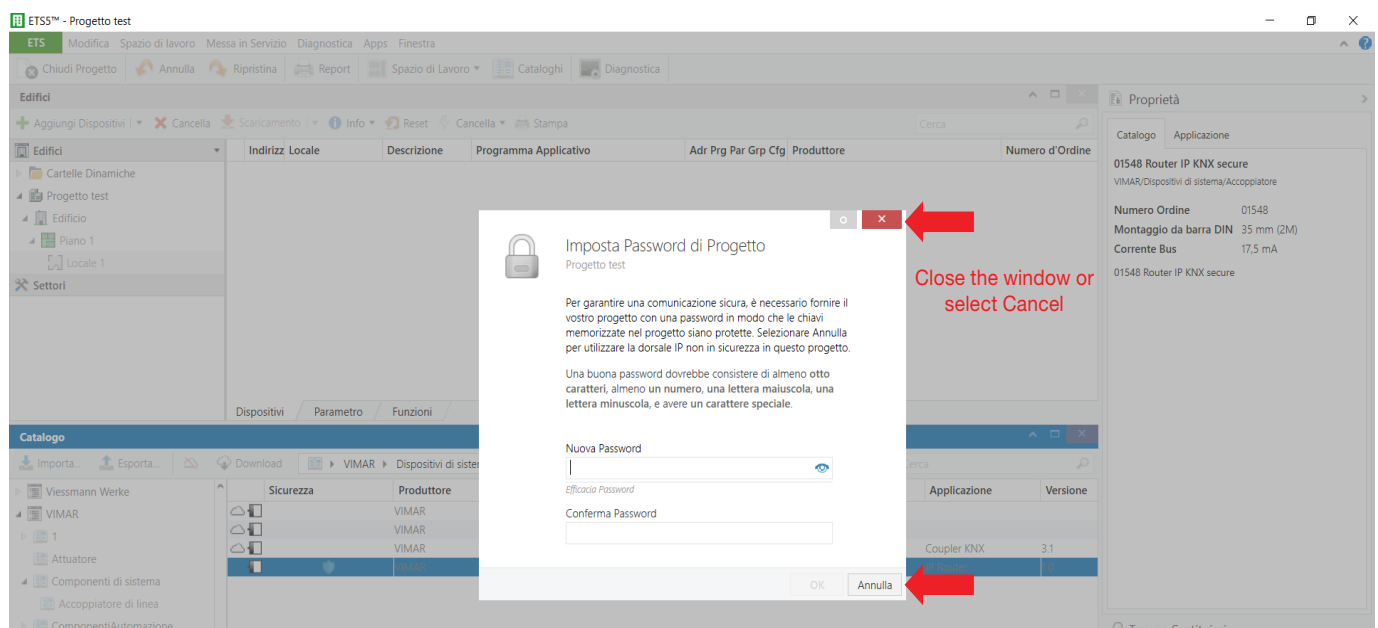 ETS5™ - Progetto test
ETS Modifica Spazio di lavoro Messa in Servizio Diagnostica Apps Finestra
Chiudi Progetto Annulla Ripristina Report Spazio di Lavoro Cataloghi Diagnostica
Edifici
Aggiungi Dispositivi Cancella Scaricamento Info Reset Cancella Stampa Cerca
Edifici
Cartelle Dinamiche
Progetto test
Edificio
Piano 1
Locale 1
Settori
Indirizz Locale Descrizione Programma Applicativo Adr Prg Par Grp Cfg Produttore Numero d'Ordine
Dispositivi Parametro Funzioni
Proprietà
Catalogo Applicazione
01548 Router IP KNX secure
VIMAR/Dispositivi di sistema/Accoppiatore
Numero Ordine 01548
Montaggio da barra DIN 35 mm (2M)
Corrente Bus 17,5 mA
01548 Router IP KNX secure
Imposta Password di Progetto
Progetto test
Per garantire una comunicazione sicura, è necessario fornire il
vostro progetto con una password in modo che le chiavi
memorizzate nel progetto siano protette. Selezionare Annulla
per utilizzare la dorsale IP non in sicurezza in questo progetto.
Una buona password dovrebbe consistere di almeno otto
caratteri, almeno un numero, una lettera maiuscola, una
lettera minuscola, e avere un carattere speciale.
Nuova Password
Efficacia Password
Conferma Password
OK Annulla
Close the window or
select Cancel
Catalogo
Importa... Esporta... Download VIMAR Dispositivi di sister
Viessmann Werke
VIMAR
1
Attuatore
Componenti di sistema
Accoppiatore di linea
ComponentiAutomazione
Sicurezza Produttore Applicazione Versione
VIMAR
VIMAR
VIMAR Coupler KNX 3.1
VIMAR